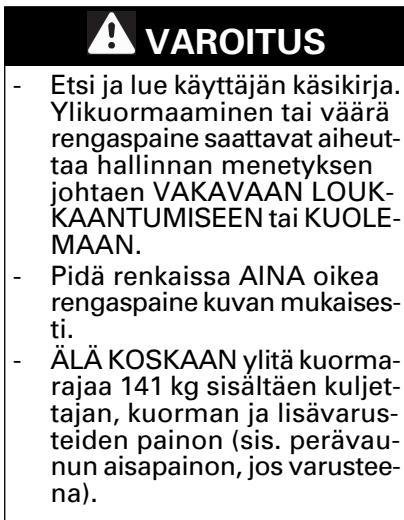 VAROITUS
- Etsi ja lue käyttäjän käsikirja.
Ylikuormaaminen tai väärä
rengaspaine saattavat aiheut-
taa hallinnan menetyksen
johtaen VAKAVAAN LOUK-
KAANTUMISEEN tai KUOLE-
MAAN.
- Pidä renkaissa AINA oikea
rengaspaine kuvan mukaises-
ti.
- ÄLÄ KOSKAAN ylitä kuorma-
rajaa 141 kg sisältäen kuljet-
tajan, kuorman ja lisävarus-
teiden painon (sis. perävau-
nun aisapainon, jos varustee-
na).